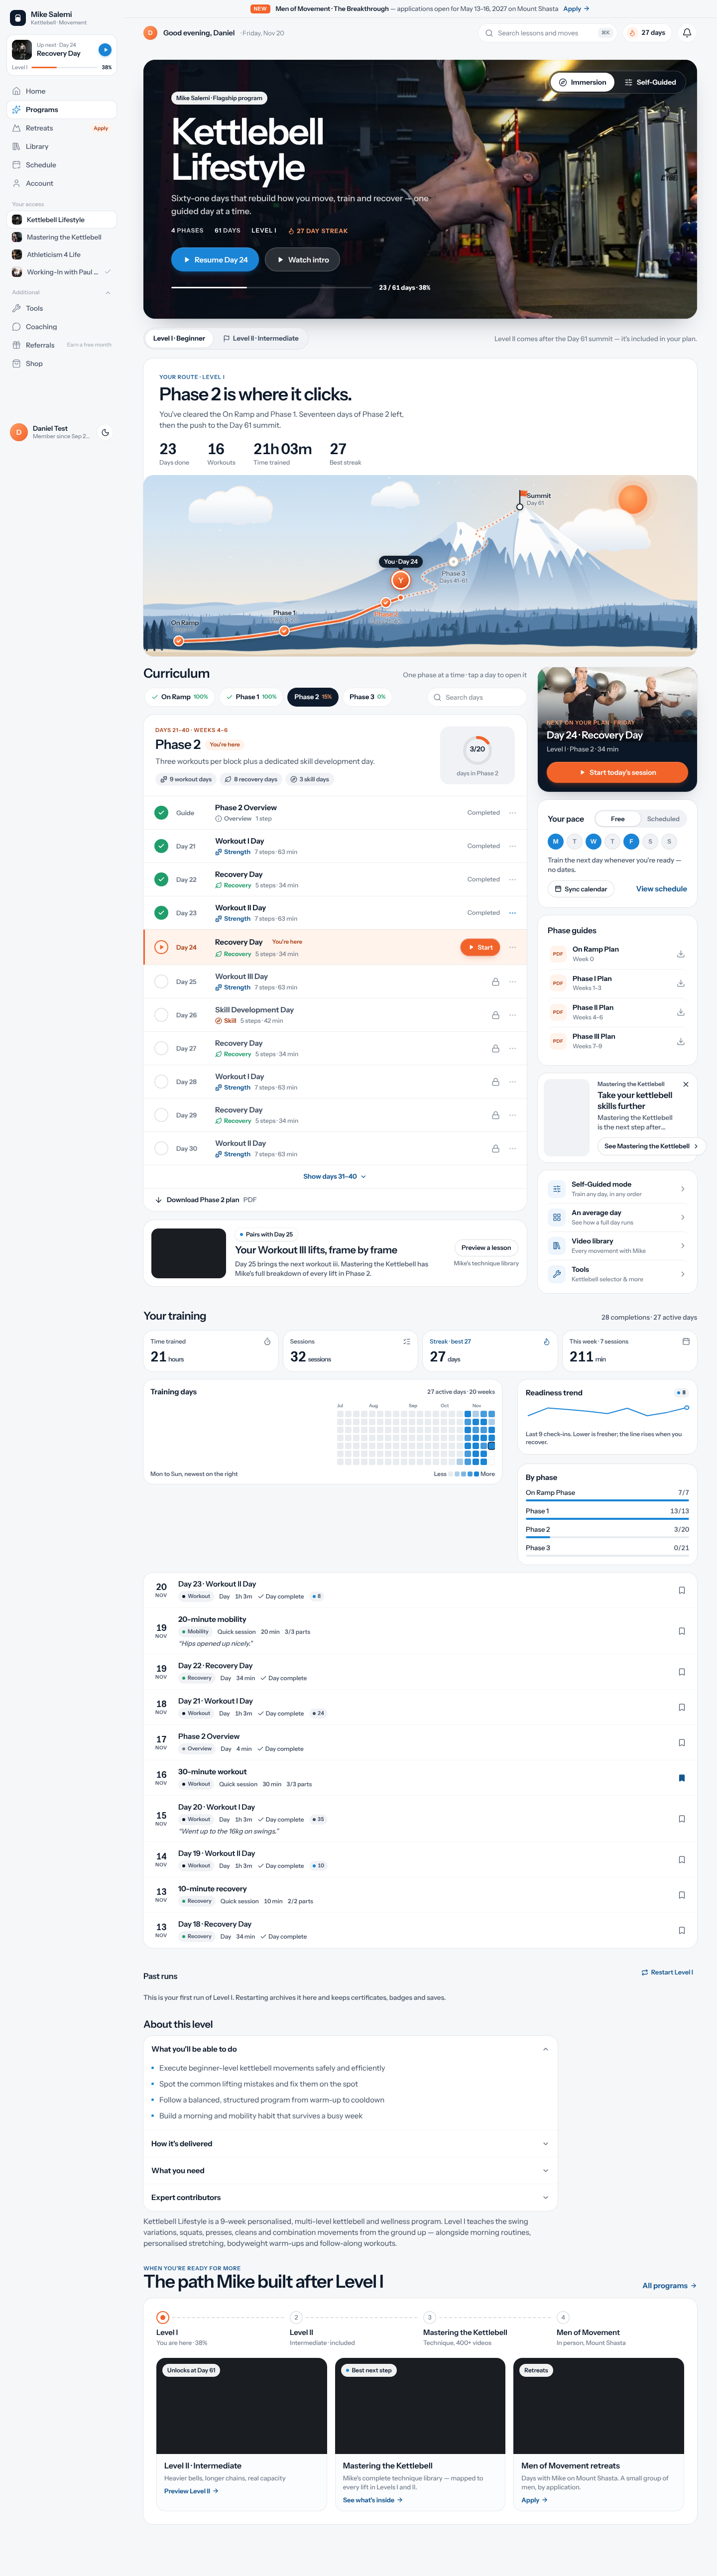 NEW Men of Movement · The Breakthrough — applications open for May 13-16, 2027 on Mount Shasta Apply →
Mike Salemi
Kettlebell · Movement
Up next · Day 24
Recovery Day
Level I 38%
Home
Programs
Retreats Apply
Library
Schedule
Account
Your access
Kettlebell Lifestyle
Mastering the Kettlebell
Athleticism 4 Life
Working-In with Paul ...
Additional
Tools
Coaching
Referrals Earn a free month
Shop
D Daniel Test
Member since Sep 2...
D Good evening, Daniel · Friday, Nov 20
Search lessons and moves ⌘K
27 days
Mike Salemi · Flagship program
Immersion Self-Guided
Kettlebell
Lifestyle
Sixty-one days that rebuild how you move, train and recover — one
guided day at a time.
4 PHASES 61 DAYS LEVEL I 27 DAY STREAK
Resume Day 24 Watch intro
23 / 61 days · 38%
Level I · Beginner Level II · Intermediate
Level II comes after the Day 61 summit — it's included in your plan.
YOUR ROUTE · LEVEL I
Phase 2 is where it clicks.
You've cleared the On Ramp and Phase 1. Seventeen days of Phase 2 left,
then the push to the Day 61 summit.
23 16 21h 03m 27
Days done Workouts Time trained Best streak
Summit
Day 61
You · Day 24
Phase 3
Days 41-61
Y
Phase 1
On Ramp
Curriculum
One phase at a time · tap a day to open it
On Ramp 100% Phase 1 100% Phase 2 15% Phase 3 0%
Search days
DAYS 21–40 · WEEKS 4–6
Phase 2 You're here
Three workouts per block plus a dedicated skill development day.
9 workout days 8 recovery days 3 skill days
3/20
days in Phase 2
Guide Phase 2 Overview Completed
Overview 1 step
Day 21 Workout I Day Completed
Strength 7 steps · 63 min
Day 22 Recovery Day Completed
Recovery 5 steps · 34 min
Day 23 Workout II Day Completed
Strength 7 steps · 63 min
Day 24 Recovery Day You're here Start
Recovery 5 steps · 34 min
Day 25 Workout III Day
Strength 7 steps · 63 min
Day 26 Skill Development Day
Skill 5 steps · 42 min
Day 27 Recovery Day
Recovery 5 steps · 34 min
Day 28 Workout I Day
Strength 7 steps · 63 min
Day 29 Recovery Day
Recovery 5 steps · 34 min
Day 30 Workout II Day
Strength 7 steps · 63 min
Show days 31–40
Download Phase 2 plan PDF
Pairs with Day 25
Your Workout III lifts, frame by frame
Day 25 brings the next workout iii. Mastering the Kettlebell has
Mike's full breakdown of every lift in Phase 2.
Preview a lesson
Mike's technique library
NEXT ON YOUR PLAN · FRIDAY
Day 24 · Recovery Day
Level I · Phase 2 · 34 min
Start today's session
Your pace Free Scheduled
M T W T F S S
Train the next day whenever you're ready —
no dates.
Sync calendar View schedule
Phase guides
PDF On Ramp Plan
Week 0
PDF Phase I Plan
Weeks 1–3
PDF Phase II Plan
Weeks 4–6
PDF Phase III Plan
Weeks 7–9
Mastering the Kettlebell
Take your kettlebell
skills further
Mastering the Kettlebell
is the next step after...
See Mastering the Kettlebell
Self-Guided mode
Train any day, in any order
An average day
See how a full day runs
Video library
Every movement with Mike
Tools
Kettlebell selector & more
Your training
28 completions · 27 active days
Time trained
21 hours
Sessions
32 sessions
Streak · best 27
27 days
This week · 7 sessions
211 min
Training days 27 active days · 20 weeks
Jul Aug Sep Oct Nov
Mon to Sun, newest on the right Less More
Readiness trend 8
Last 9 check-ins. Lower is fresher; the line rises when you
recover.
By phase
On Ramp Phase 7/7
Phase 1 13/13
Phase 2 3/20
Phase 3 0/21
20 NOV Day 23 · Workout II Day
Workout Day 1h 3m Day complete 8
19 NOV 20-minute mobility
Mobility Quick session 20 min 3/3 parts
“Hips opened up nicely.”
19 NOV Day 22 · Recovery Day
Recovery Day 34 min Day complete
18 NOV Day 21 · Workout I Day
Workout Day 1h 3m Day complete 24
17 NOV Phase 2 Overview
Overview Day 4 min Day complete
16 NOV 30-minute workout
Workout Quick session 30 min 3/3 parts
15 NOV Day 20 · Workout I Day
Workout Day 1h 3m Day complete 35
“Went up to the 16kg on swings.”
14 NOV Day 19 · Workout II Day
Workout Day 1h 3m Day complete 10
13 NOV 10-minute recovery
Recovery Quick session 10 min 2/2 parts
13 NOV Day 18 · Recovery Day
Recovery Day 34 min Day complete
Past runs Restart Level I
This is your first run of Level I. Restarting archives it here and keeps certificates, badges and saves.
About this level
What you'll be able to do
Execute beginner-level kettlebell movements safely and efficiently
Spot the common lifting mistakes and fix them on the spot
Follow a balanced, structured program from warm-up to cooldown
Build a morning and mobility habit that survives a busy week
How it's delivered
What you need
Expert contributors
Kettlebell Lifestyle is a 9-week personalised, multi-level kettlebell and wellness program. Level I teaches the swing
variations, squats, presses, cleans and combination movements from the ground up — alongside morning routines,
personalised stretching, bodyweight warm-ups and follow-along workouts.
WHEN YOU'RE READY FOR MORE
The path Mike built after Level I
All programs →
2 3 4
Level I Level II Mastering the Kettlebell Men of Movement
You are here · 38% Intermediate · included Technique, 400+ videos In person, Mount Shasta
Unlocks at Day 61 Best next step Retreats
Level II · Intermediate
Heavier bells, longer chains, real capacity
Preview Level II →
Mastering the Kettlebell
Mike's complete technique library — mapped to
every lift in Levels I and II.
See what's inside →
Men of Movement retreats
Days with Mike on Mount Shasta. A small group of
men, by application.
Apply →